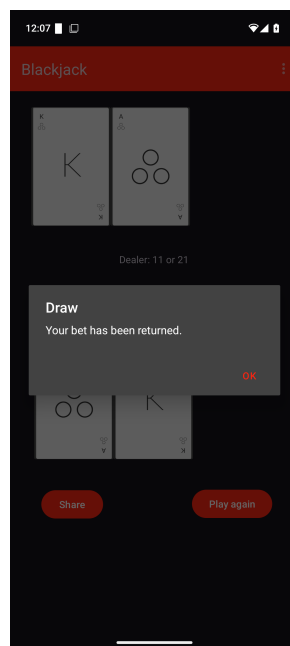 12:07
Blackjack
K
A
K
K
A
Dealer: 11 or 21
Draw
Your bet has been returned.
OK
K
A
K
Share
Play again